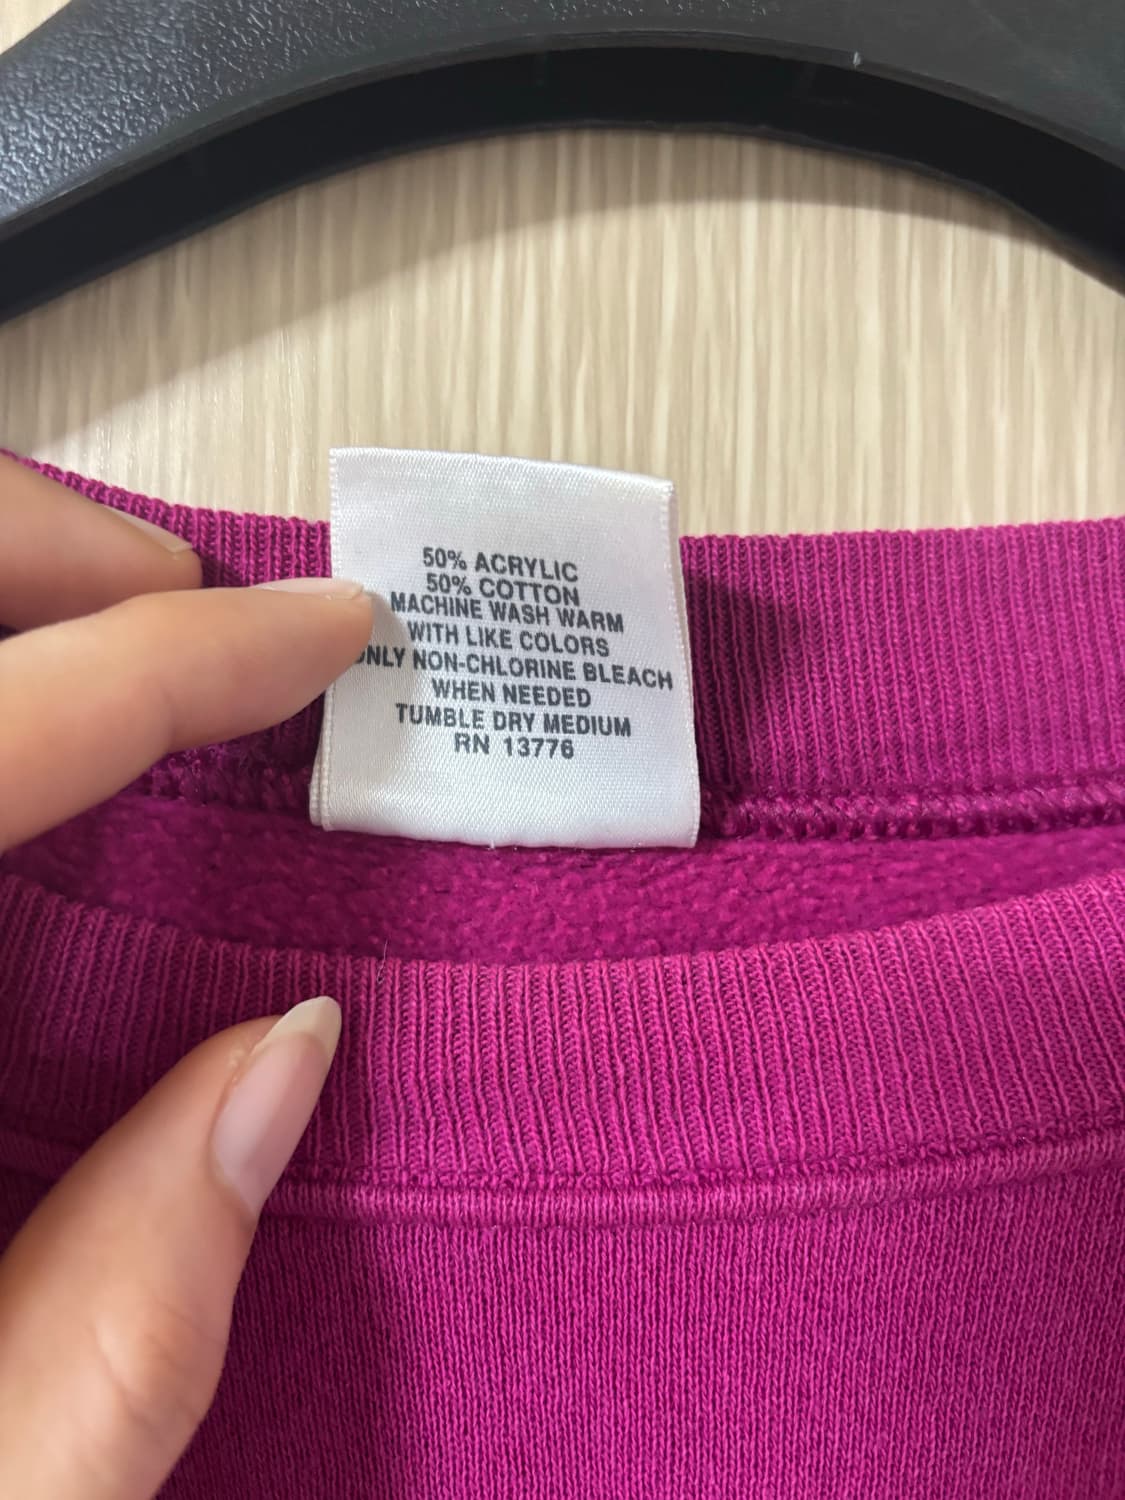 50% ACRYLIC
50% COTTON
MACHINE WASH WARM
WITH LIKE COLORS
ONLY NON-CHLORINE BLEACH
WHEN NEEDED
TUMBLE DRY MEDIUM
RN 13776